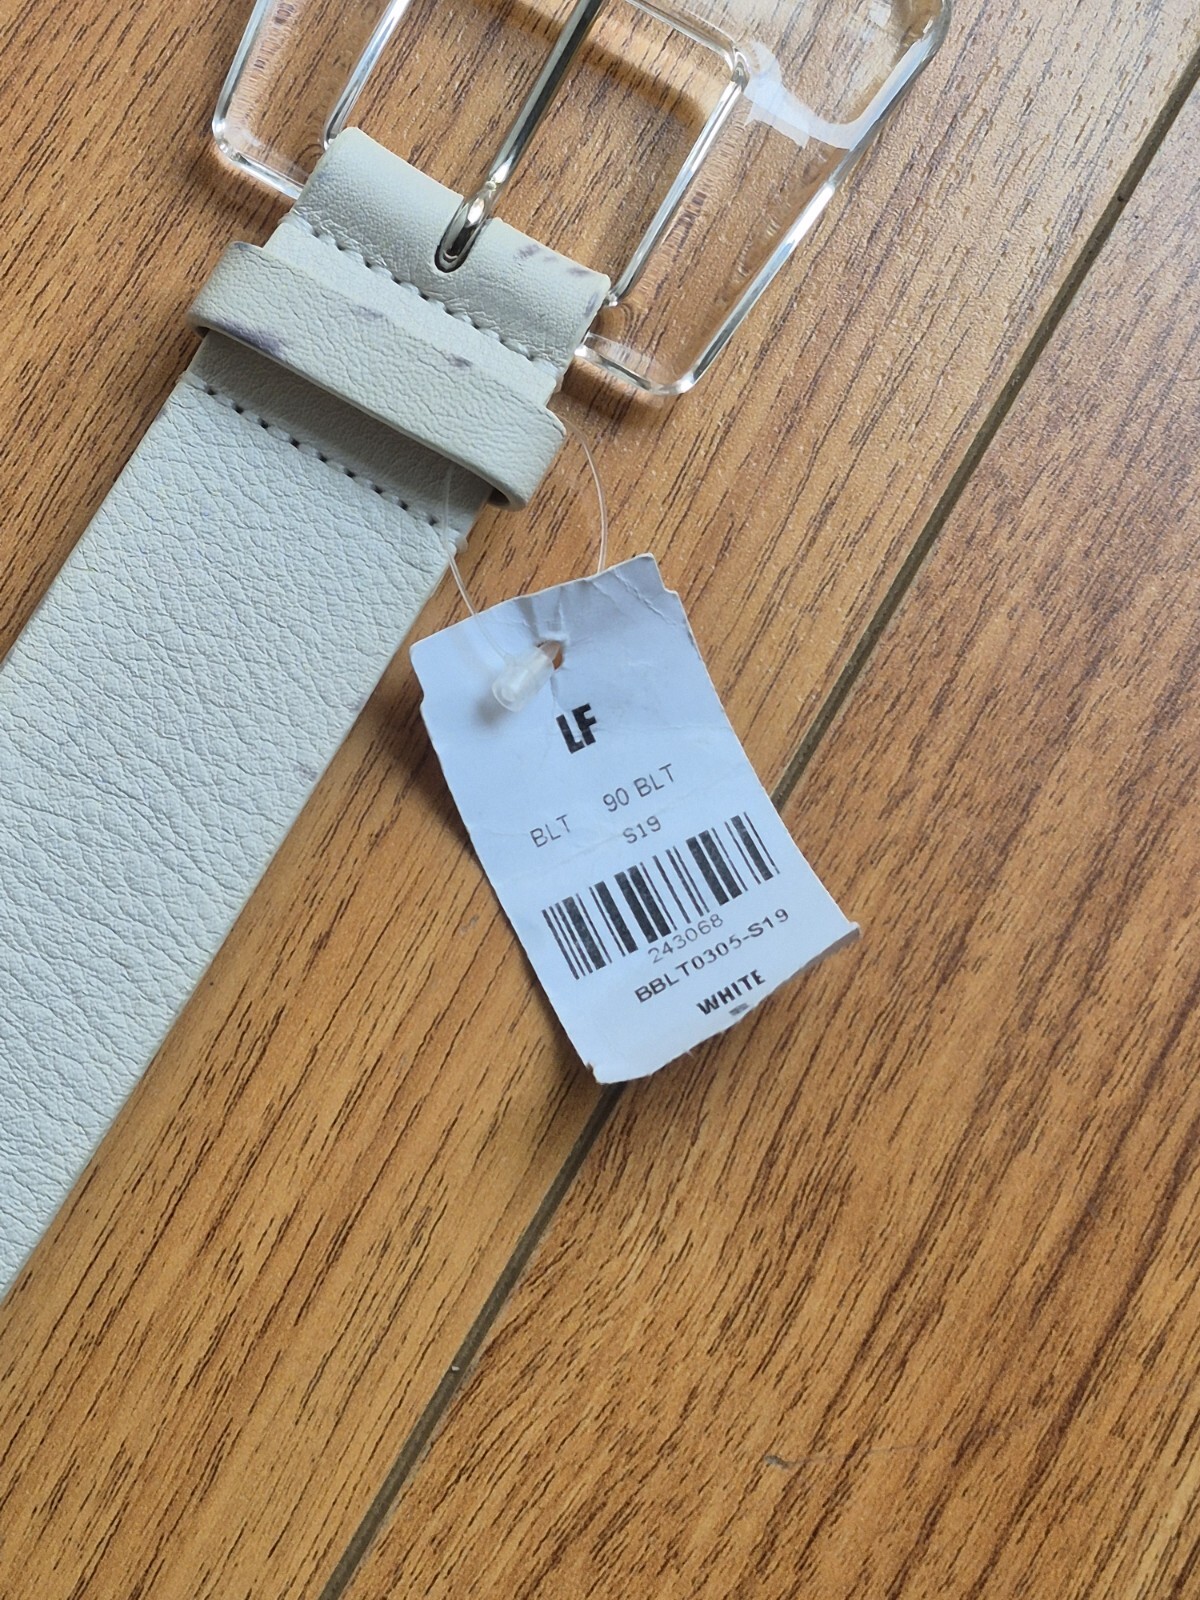 LF
BLT 90 BLT
S19
243068
BBLT0305-S19
WHITE